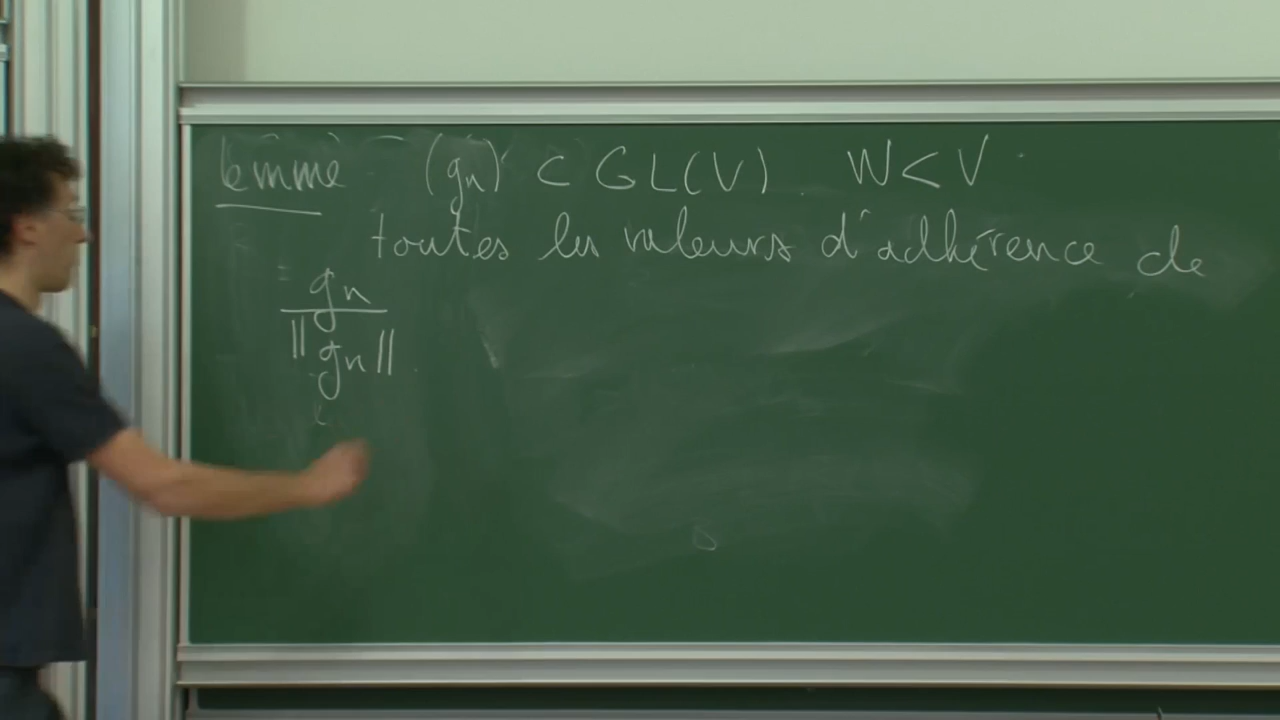 lemme (gn) ⊂ GL(V). W < V
toutes les valeurs d'adhérence de
gn
‖gn‖